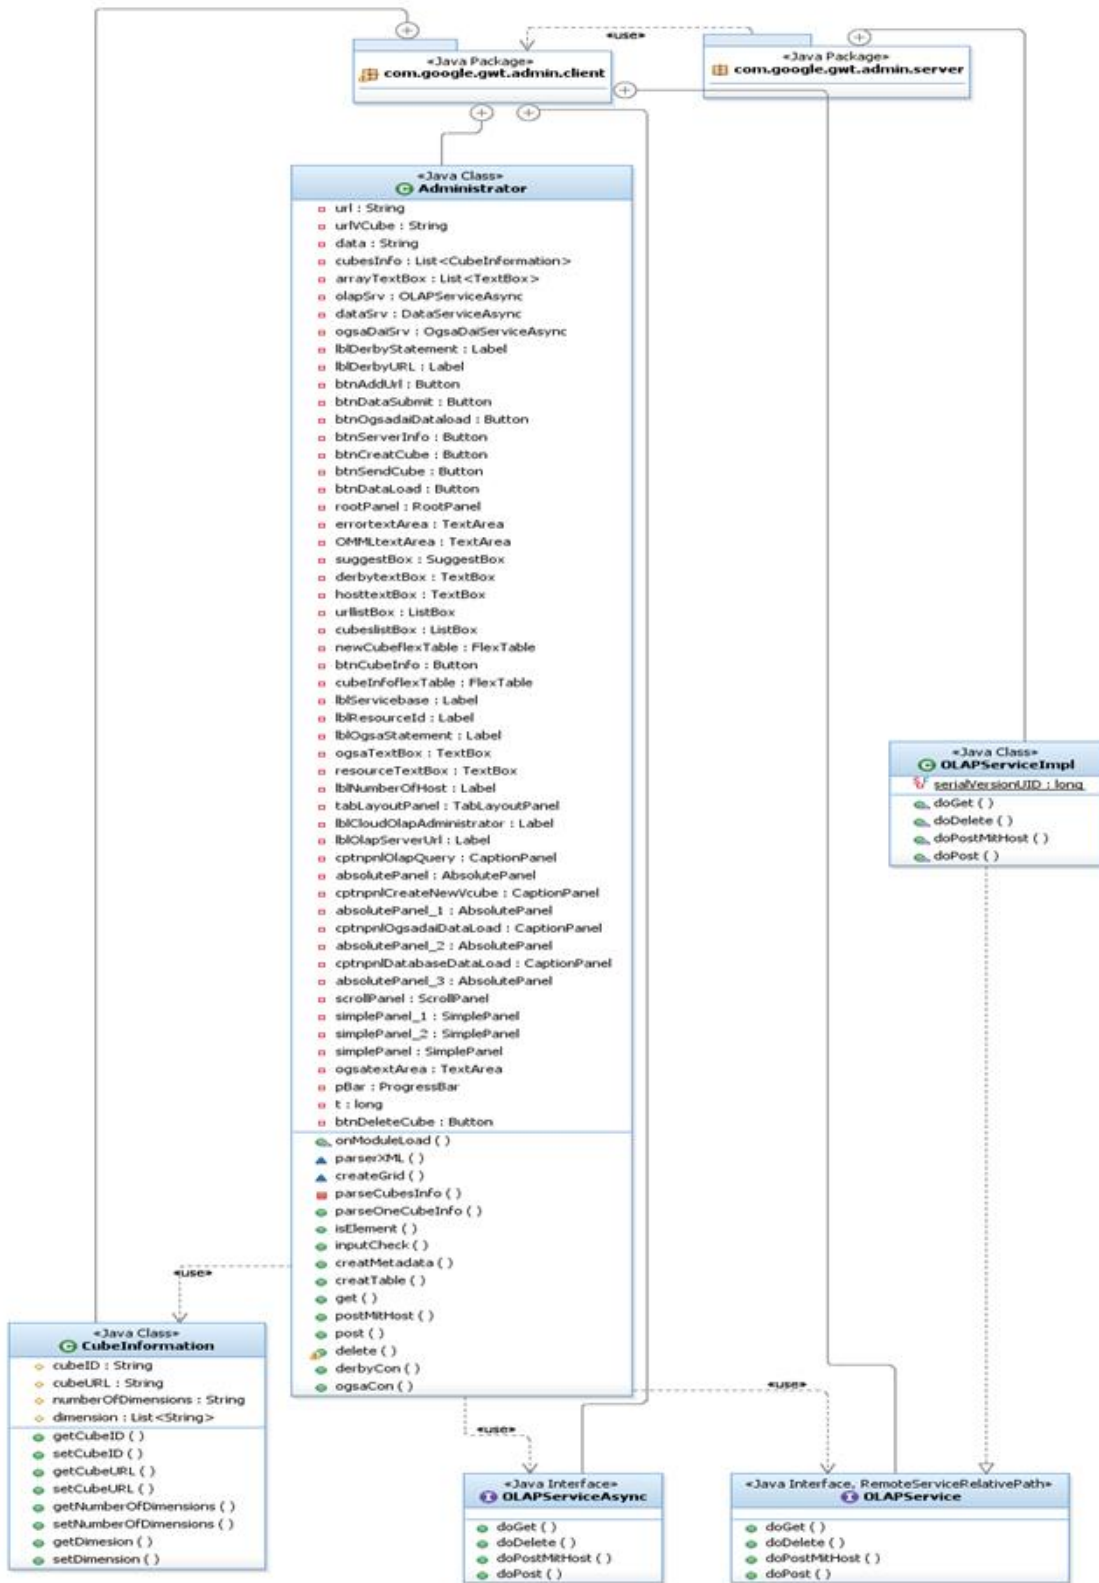 «use»
«Java Package»
com.google.gwt.admin.client
«Java Package»
com.google.gwt.admin.server
«Java Class»
Administrator
url : String
urlVCube : String
data : String
cubesInfo : List<CubeInformation>
arrayTextBox : List<TextBox>
olapSrv : OLAPServiceAsync
dataSrv : DataServiceAsync
ogsaDaiSrv : OgsaDaiServiceAsync
lblDerbyStatement : Label
lblDerbyURL : Label
btnAddUrl : Button
btnDataSubmit : Button
btnOgsadaiDataload : Button
btnServerInfo : Button
btnCreatCube : Button
btnSendCube : Button
btnDataLoad : Button
rootPanel : RootPanel
errortextArea : TextArea
OMMLtextArea : TextArea
suggestBox : SuggestBox
derbytextBox : TextBox
hosttextBox : TextBox
urllistBox : ListBox
cubeslistBox : ListBox
newCubeflexTable : FlexTable
btnCubeInfo : Button
cubeInfoflexTable : FlexTable
lblServicebase : Label
lblResourceId : Label
lblOgsaStatement : Label
ogsaTextBox : TextBox
resourceTextBox : TextBox
lblNumberOfHost : Label
tabLayoutPanel : TabLayoutPanel
lblCloudOlapAdministrator : Label
lblOlapServerUrl : Label
cptnpnlOlapQuery : CaptionPanel
absolutePanel : AbsolutePanel
cptnpnlCreateNewVcube : CaptionPanel
absolutePanel_1 : AbsolutePanel
cptnpnlOgsadaiDataLoad : CaptionPanel
absolutePanel_2 : AbsolutePanel
cptnpnlDatabaseDataLoad : CaptionPanel
absolutePanel_3 : AbsolutePanel
scrollPanel : ScrollPanel
simplePanel_1 : SimplePanel
simplePanel_2 : SimplePanel
simplePanel : SimplePanel
ogsatextArea : TextArea
pBar : ProgressBar
t : long
btnDeleteCube : Button
onModuleLoad ( )
parserXML ( )
createGrid ( )
parseCubesInfo ( )
parseOneCubeInfo ( )
isElement ( )
inputCheck ( )
creatMetadata ( )
creatTable ( )
get ( )
postMitHost ( )
post ( )
delete ( )
derbyCon ( )
ogsaCon ( )
«Java Class»
OLAPServiceImpl
serialVersionUID : long
doGet ( )
doDelete ( )
doPostMitHost ( )
doPost ( )
«use»
«Java Class»
CubeInformation
cubeID : String
cubeURL : String
numberOfDimensions : String
dimension : List<String>
getCubeID ( )
setCubeID ( )
getCubeURL ( )
setCubeURL ( )
getNumberOfDimensions ( )
setNumberOfDimensions ( )
getDimesion ( )
setDimension ( )
«use»
«use»
«Java Interface»
OLAPServiceAsync
doGet ( )
doDelete ( )
doPostMitHost ( )
doPost ( )
«Java Interface, RemoteServiceRelativePath»
OLAPService
doGet ( )
doDelete ( )
doPostMitHost ( )
doPost ( )